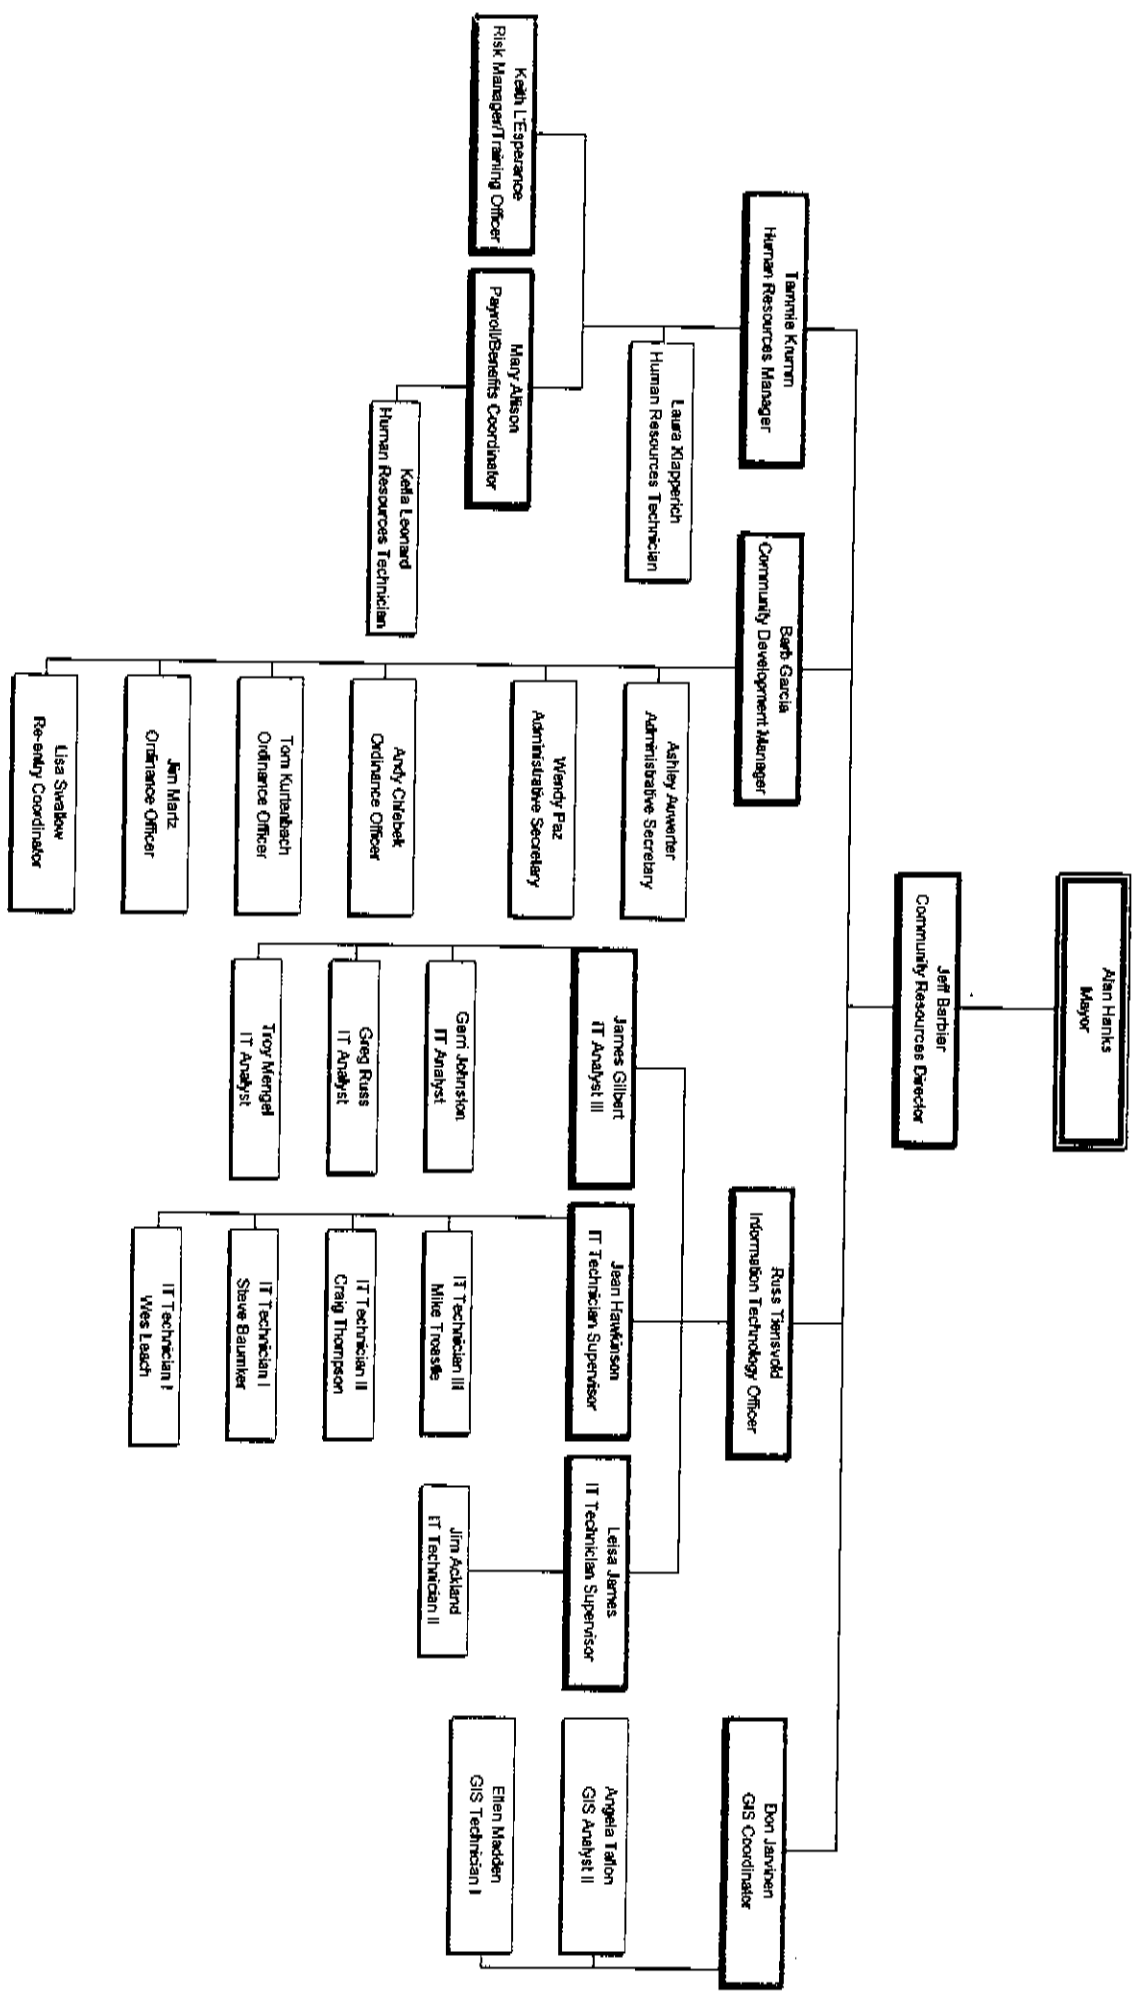 Alan Hanks
Mayor
Jeff Barbier
Community Resources Director
Tammie Krumm
Human Resources Manager
Laura Klapperich
Human Resources Technician
Keith L'Esperance
Risk Manager/Training Officer
Mary Allison
Payroll/Benefits Coordinator
Keila Leonard
Human Resources Technician
Barb Garcia
Community Development Manager
Ashley Auwerter
Administrative Secretary
Wendy Paz
Administrative Secretary
Andy Chlebek
Ordinance Officer
Tom Kurtenbach
Ordinance Officer
Jim Martz
Ordinance Officer
Lisa Swallow
Re-entry Coordinator
Russ Tiensvold
Information Technology Officer
James Gilbert
IT Analyst III
Gerri Johnston
IT Analyst
Greg Russ
IT Analyst
Troy Mengel
IT Analyst
Jean Hawkinson
IT Technician Supervisor
IT Technician III
Mike Troastle
IT Technician II
Craig Thompson
IT Technician I
Steve Baumker
IT Technician I
Wes Leach
Leisa James
IT Technician Supervisor
Jim Ackland
IT Technician II
Don Jarvinen
GIS Coordinator
Angela Tallon
GIS Analyst II
Ellen Madden
GIS Technician I